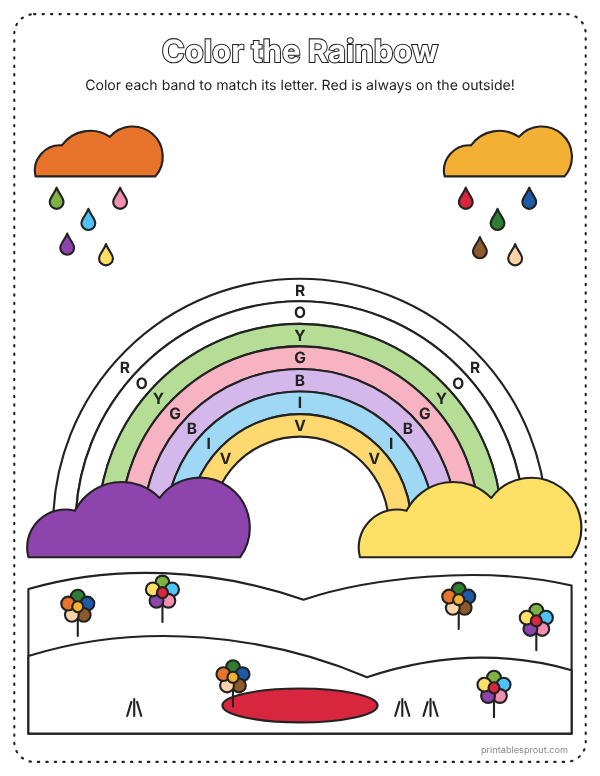 Color the Rainbow
Color each band to match its letter. Red is always on the outside!
R
O
Y
G
B
I
V
R
O
Y
G
B
I
V
R
O
Y
G
B
I
V
printablesprout.com